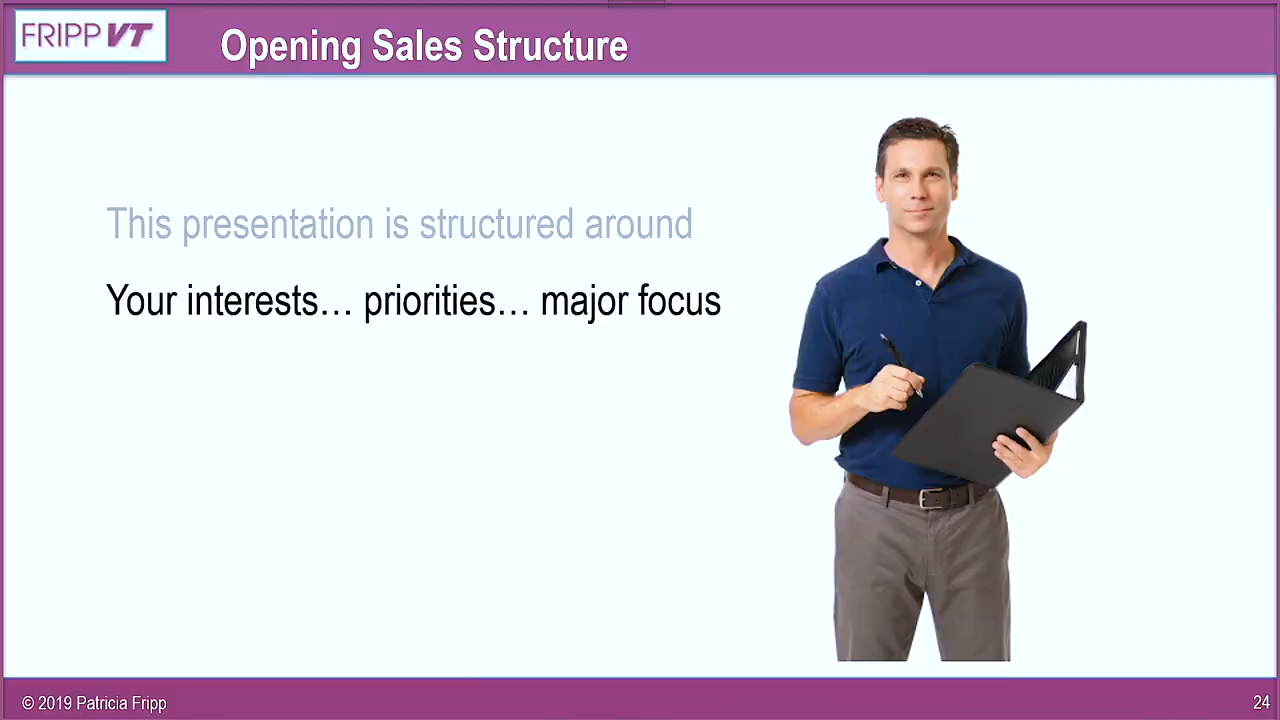 FRIPP VT
Opening Sales Structure
This presentation is structured around
Your interests… priorities… major focus
© 2019 Patricia Fripp
24